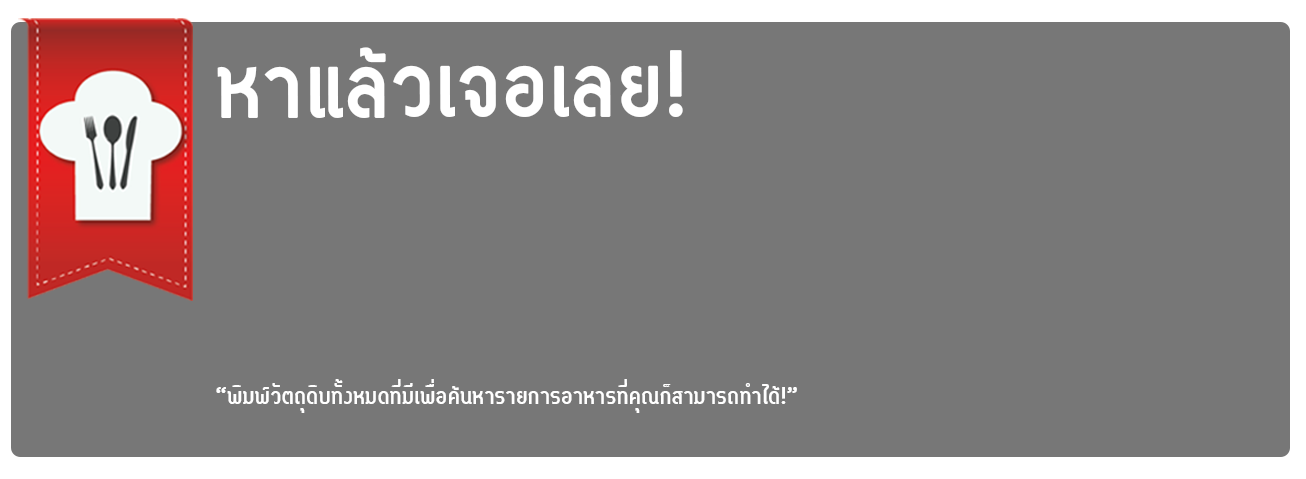 หาแล้วเจอเลย!
“พิมพ์วัตถุดิบทั้งหมดที่มีเพื่อค้นหารายการอาหารที่คุณก็สามารถทำได้!”